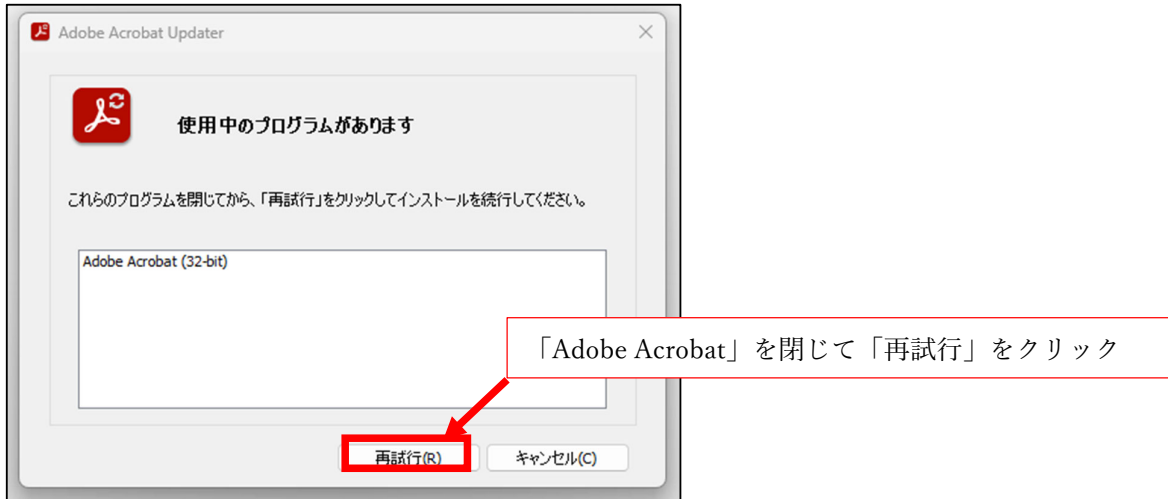 Adobe Acrobat Updater
使用中のプログラムがあります
これらのプログラムを閉じてから、「再試行」をクリックしてインストールを続行してください。
Adobe Acrobat (32-bit)
「Adobe Acrobat」を閉じて「再試行」をクリック
再試行(R)
キャンセル(C)